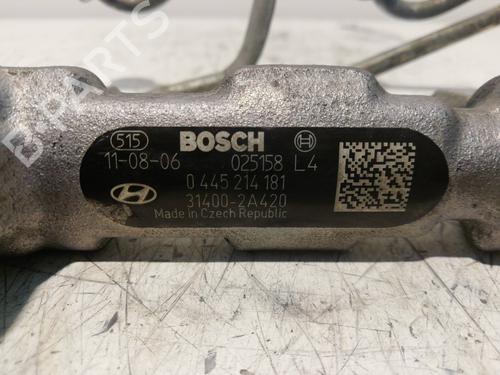 515 BOSCH
11-08-06 025158 L4
0 445 214 181
31400-2A420
Made in Czech Republic
B-PARTS